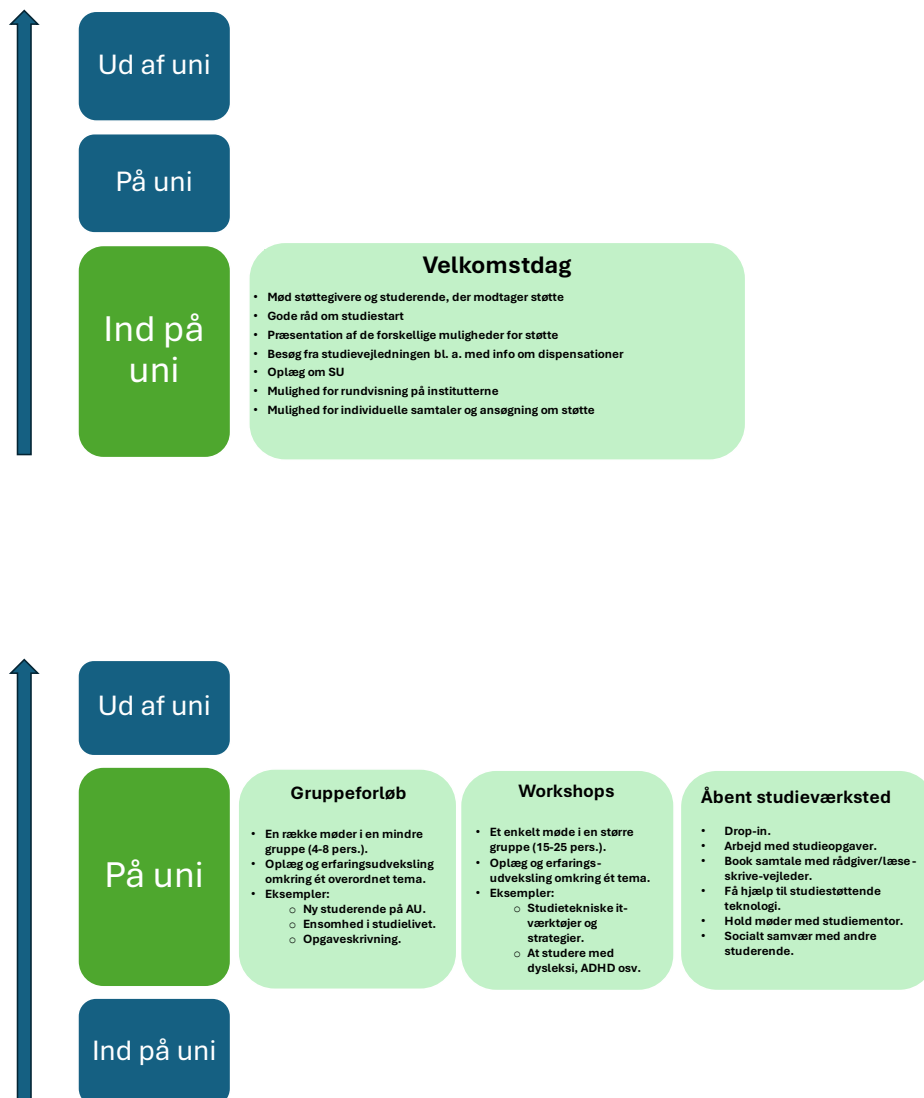 Ud af uni
På uni
Ind på
uni
Velkomstdag
• Mød støttegivere og studerende, der modtager støtte
• Gode råd om studiestart
• Præsentation af de forskellige muligheder for støtte
• Besøg fra studievejledningen bl. a. med info om dispensationer
• Oplæg om SU
• Mulighed for rundvisning på institutterne
• Mulighed for individuelle samtaler og ansøgning om støtte
Ud af uni
På uni
Gruppeforløb
• En række møder i en mindre
gruppe (4-8 pers.).
• Oplæg og erfaringsudveksling
omkring ét overordnet tema.
• Eksempler:
o Ny studerende på AU.
o Ensomhed i studielivet.
o Opgaveskrivning.
Workshops
• Et enkelt møde i en større
gruppe (15-25 pers.).
• Oplæg og erfarings-
udveksling omkring ét tema.
• Eksempler:
o Studietekniske it-
værktøjer og
strategier.
o At studere med
dysleksi, ADHD osv.
Åbent studieværksted
• Drop-in.
• Arbejd med studieopgaver.
• Book samtale med rådgiver/læse-
skrive-vejleder.
• Få hjælp til studiestøttende
teknologi.
• Hold møder med studiementor.
• Socialt samvær med andre
studerende.
Ind på uni